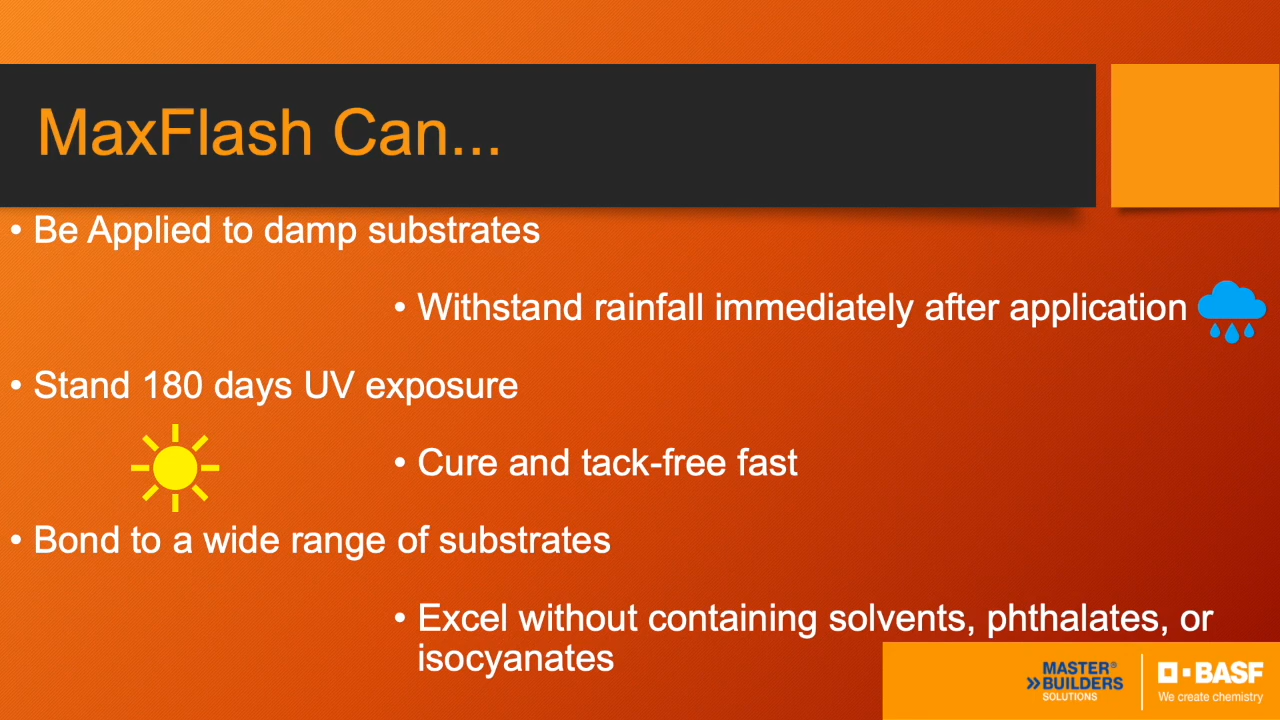 MaxFlash Can...
• Be Applied to damp substrates
• Withstand rainfall immediately after application
• Stand 180 days UV exposure
• Cure and tack-free fast
• Bond to a wide range of substrates
• Excel without containing solvents, phthalates, or
isocyanates
MASTER®
BUILDERS
SOLUTIONS
BASF
We create chemistry